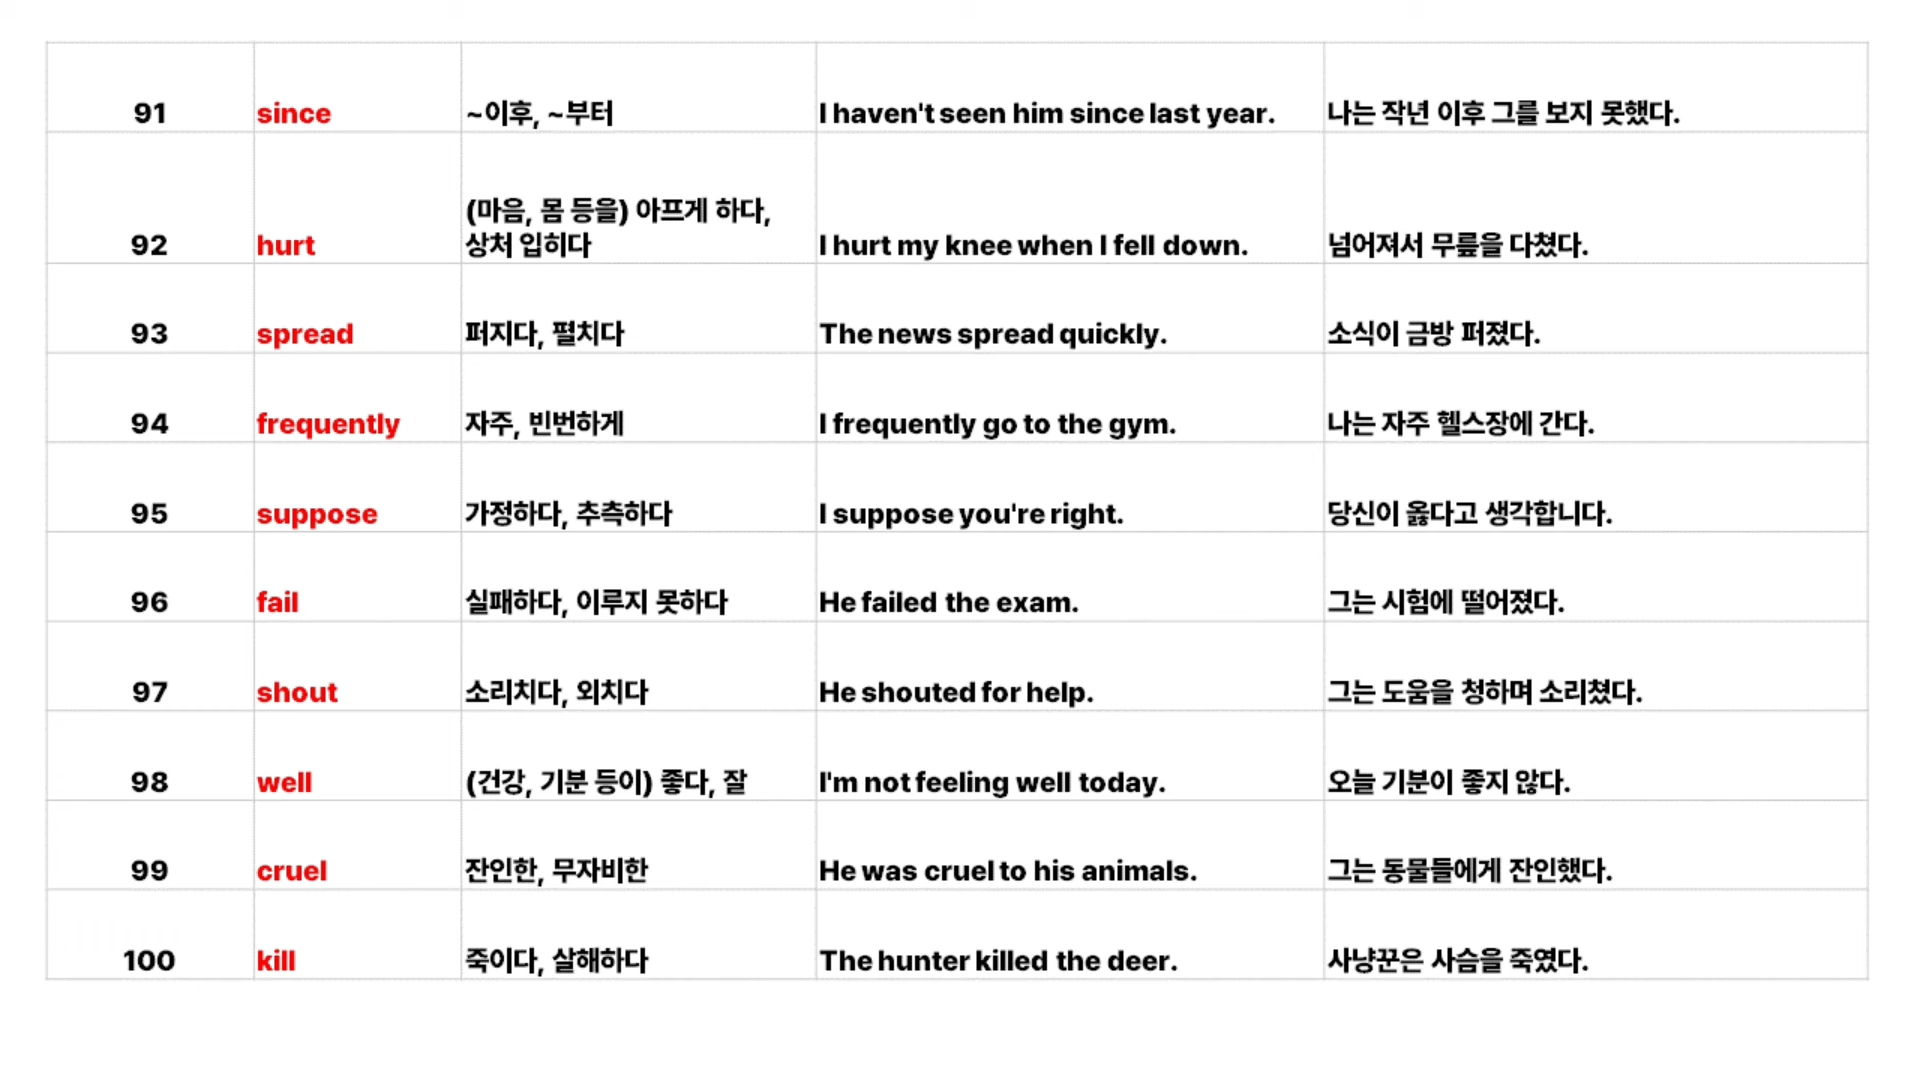 91 since ~이후, ~부터 I haven't seen him since last year. 나는 작년 이후 그를 보지 못했다.
92 hurt (마음, 몸 등을) 아프게 하다,
상처 입히다 I hurt my knee when I fell down. 넘어져서 무릎을 다쳤다.
93 spread 퍼지다, 펼치다 The news spread quickly. 소식이 금방 퍼졌다.
94 frequently 자주, 빈번하게 I frequently go to the gym. 나는 자주 헬스장에 간다.
95 suppose 가정하다, 추측하다 I suppose you're right. 당신이 옳다고 생각합니다.
96 fail 실패하다, 이루지 못하다 He failed the exam. 그는 시험에 떨어졌다.
97 shout 소리치다, 외치다 He shouted for help. 그는 도움을 청하며 소리쳤다.
98 well (건강, 기분 등이) 좋다, 잘 I'm not feeling well today. 오늘 기분이 좋지 않다.
99 cruel 잔인한, 무자비한 He was cruel to his animals. 그는 동물들에게 잔인했다.
100 kill 죽이다, 살해하다 The hunter killed the deer. 사냥꾼은 사슴을 죽였다.